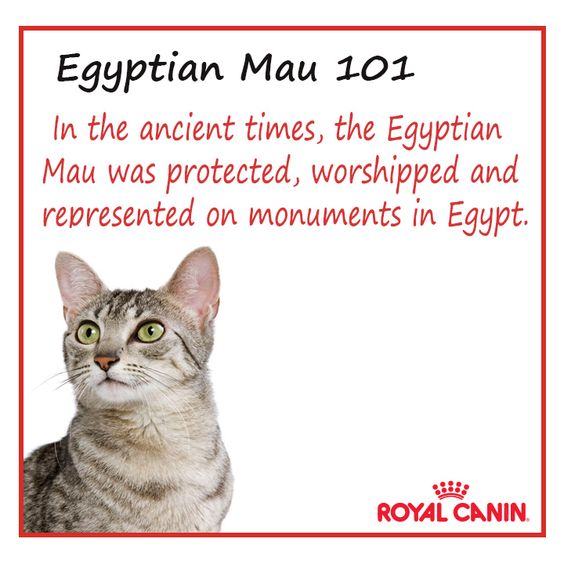 Egyptian Mau 101
In the ancient times, the Egyptian
Mau was protected, worshipped and
represented on monuments in Egypt.
ROYAL CANIN